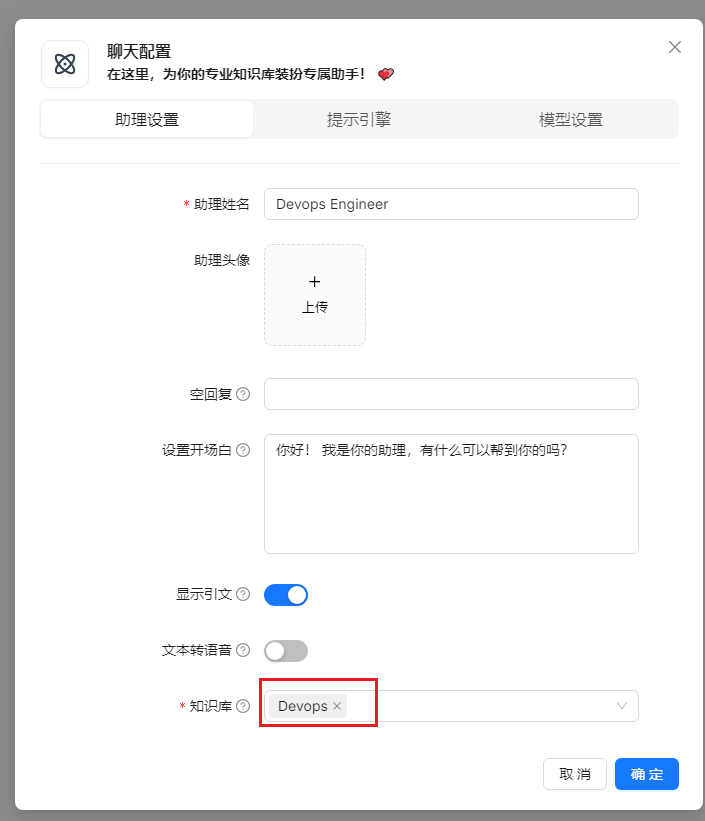 聊天配置
在这里，为你的专业知识库装扮专属助手！ 💕
助理设置 提示引擎 模型设置
* 助理姓名 Devops Engineer
助理头像
+
上传
空回复 ?
设置开场白 ? 你好！ 我是你的助理，有什么可以帮到你的吗?
显示引文 ?
文本转语音 ?
* 知识库 ? Devops ×
取 消 确 定